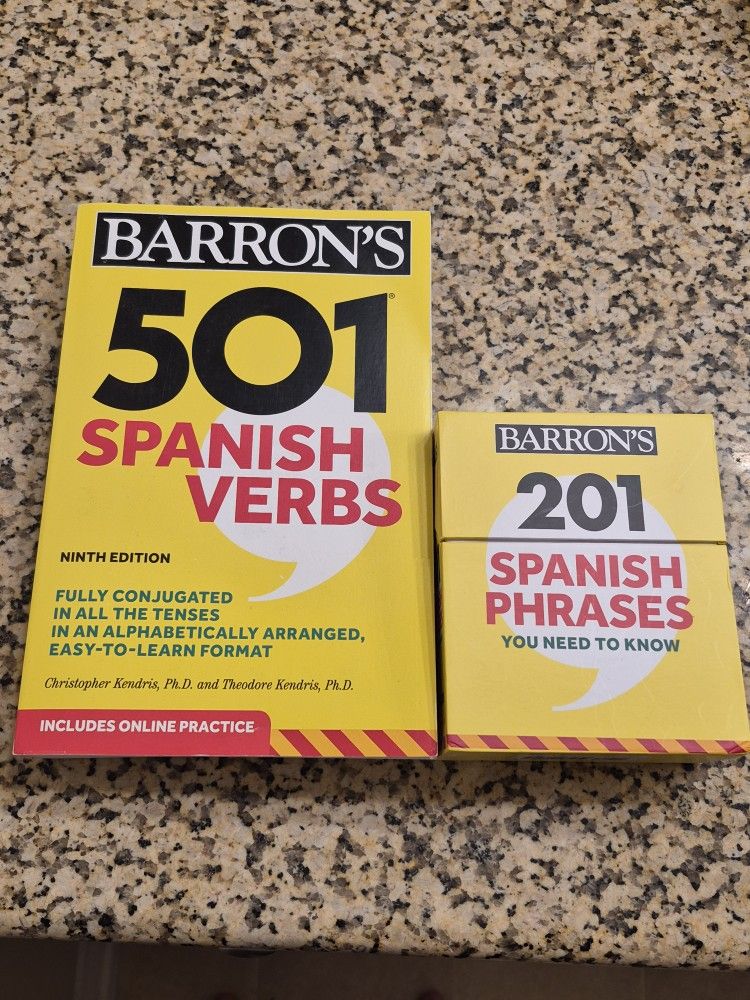 BARRON'S
501®
SPANISH
VERBS
NINTH EDITION
FULLY CONJUGATED
IN ALL THE TENSES
IN AN ALPHABETICALLY ARRANGED,
EASY-TO-LEARN FORMAT
Christopher Kendris, Ph.D. and Theodore Kendris, Ph.D.
INCLUDES ONLINE PRACTICE
BARRON'S
201
SPANISH
PHRASES
YOU NEED TO KNOW